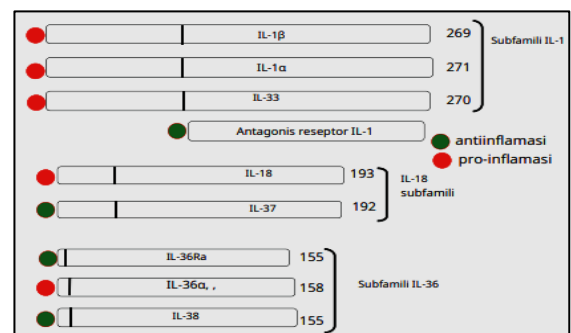 IL-1β 269
Subfamili IL-1
IL-1α 271
IL-33 270
Antagonis reseptor IL-1
antiinflamasi
pro-inflamasi
IL-18 193
IL-18
subfamili
IL-37 192
IL-36Ra 155
IL-36α, , 158
Subfamili IL-36
IL-38 155